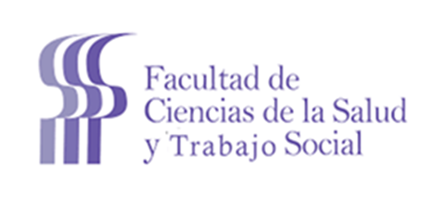 Facultad de
Ciencias de la Salud
y Trabajo Social